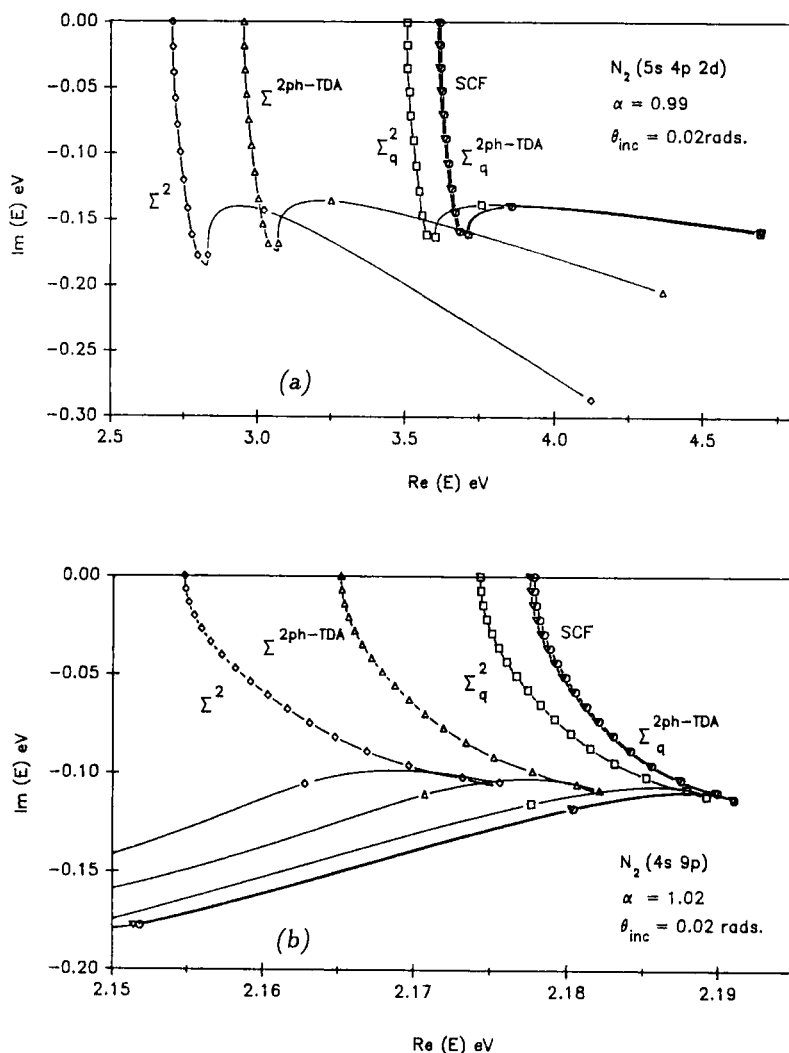 0.00
-0.05
-0.10
-0.15
-0.20
-0.25
-0.30
Im (E) eV
Σ^2
Σ^2ph-TDA
Σ_q^2
SCF
Σ_q^2ph-TDA
N₂ (5s 4p 2d)
α = 0.99
θ_inc = 0.02rads.
(a)
2.5 3.0 3.5 4.0 4.5
Re (E) eV
0.00
-0.05
-0.10
-0.15
-0.20
Im (E) eV
Σ^2
Σ^2ph-TDA
Σ_q^2
SCF
Σ_q^2ph-TDA
N₂ (4s 9p)
α = 1.02
θ_inc = 0.02 rads.
(b)
2.15 2.16 2.17 2.18 2.19
Re (E) eV